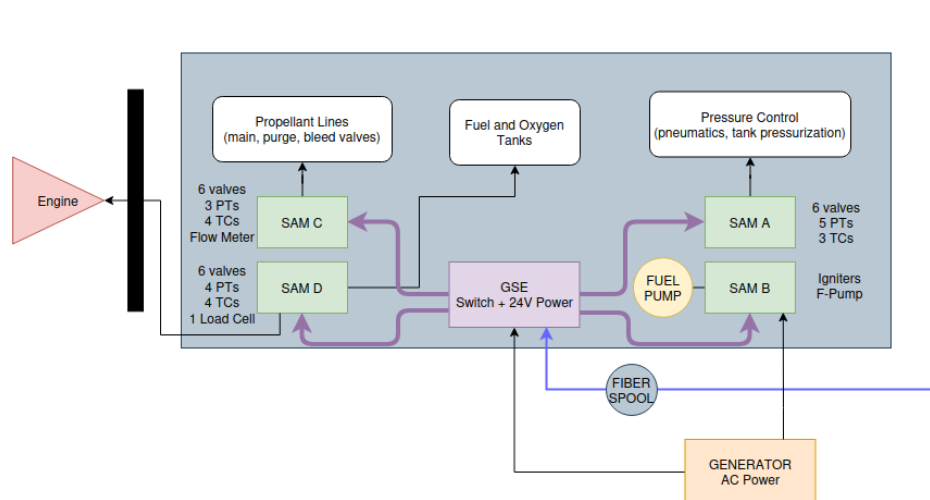 Propellant Lines
(main, purge, bleed valves)
Fuel and Oxygen
Tanks
Pressure Control
(pneumatics, tank pressurization)
Engine
6 valves
3 PTs
4 TCs
Flow Meter
SAM C
SAM A
6 valves
5 PTs
3 TCs
6 valves
4 PTs
4 TCs
1 Load Cell
SAM D
GSE
Switch + 24V Power
FUEL
PUMP
SAM B
Igniters
F-Pump
FIBER
SPOOL
GENERATOR
AC Power